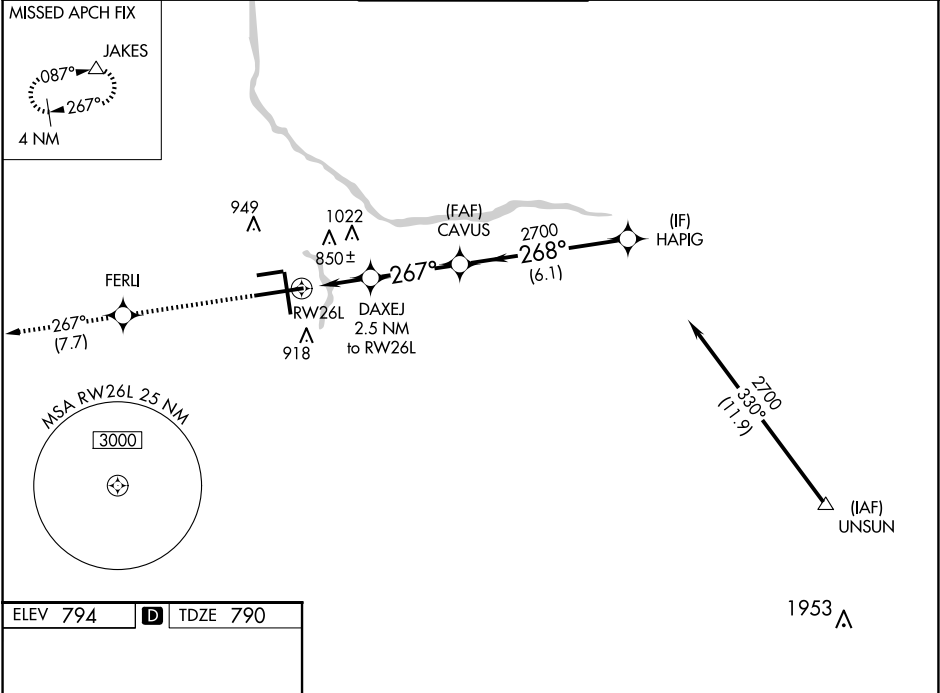 MISSED APCH FIX
JAKES
087°
267°
4 NM
949
1022
850 ±
(FAF)
CAVUS
2700
268°
(6.1)
(IF)
HAPIG
267°
FERLI
RW26L
DAXEJ
2.5 NM
to RW26L
918
267°
(7.7)
MSA RW26L 25 NM
3000
2700
330°
(11.9)
(IAF)
UNSUN
1953
ELEV 794 D TDZE 790